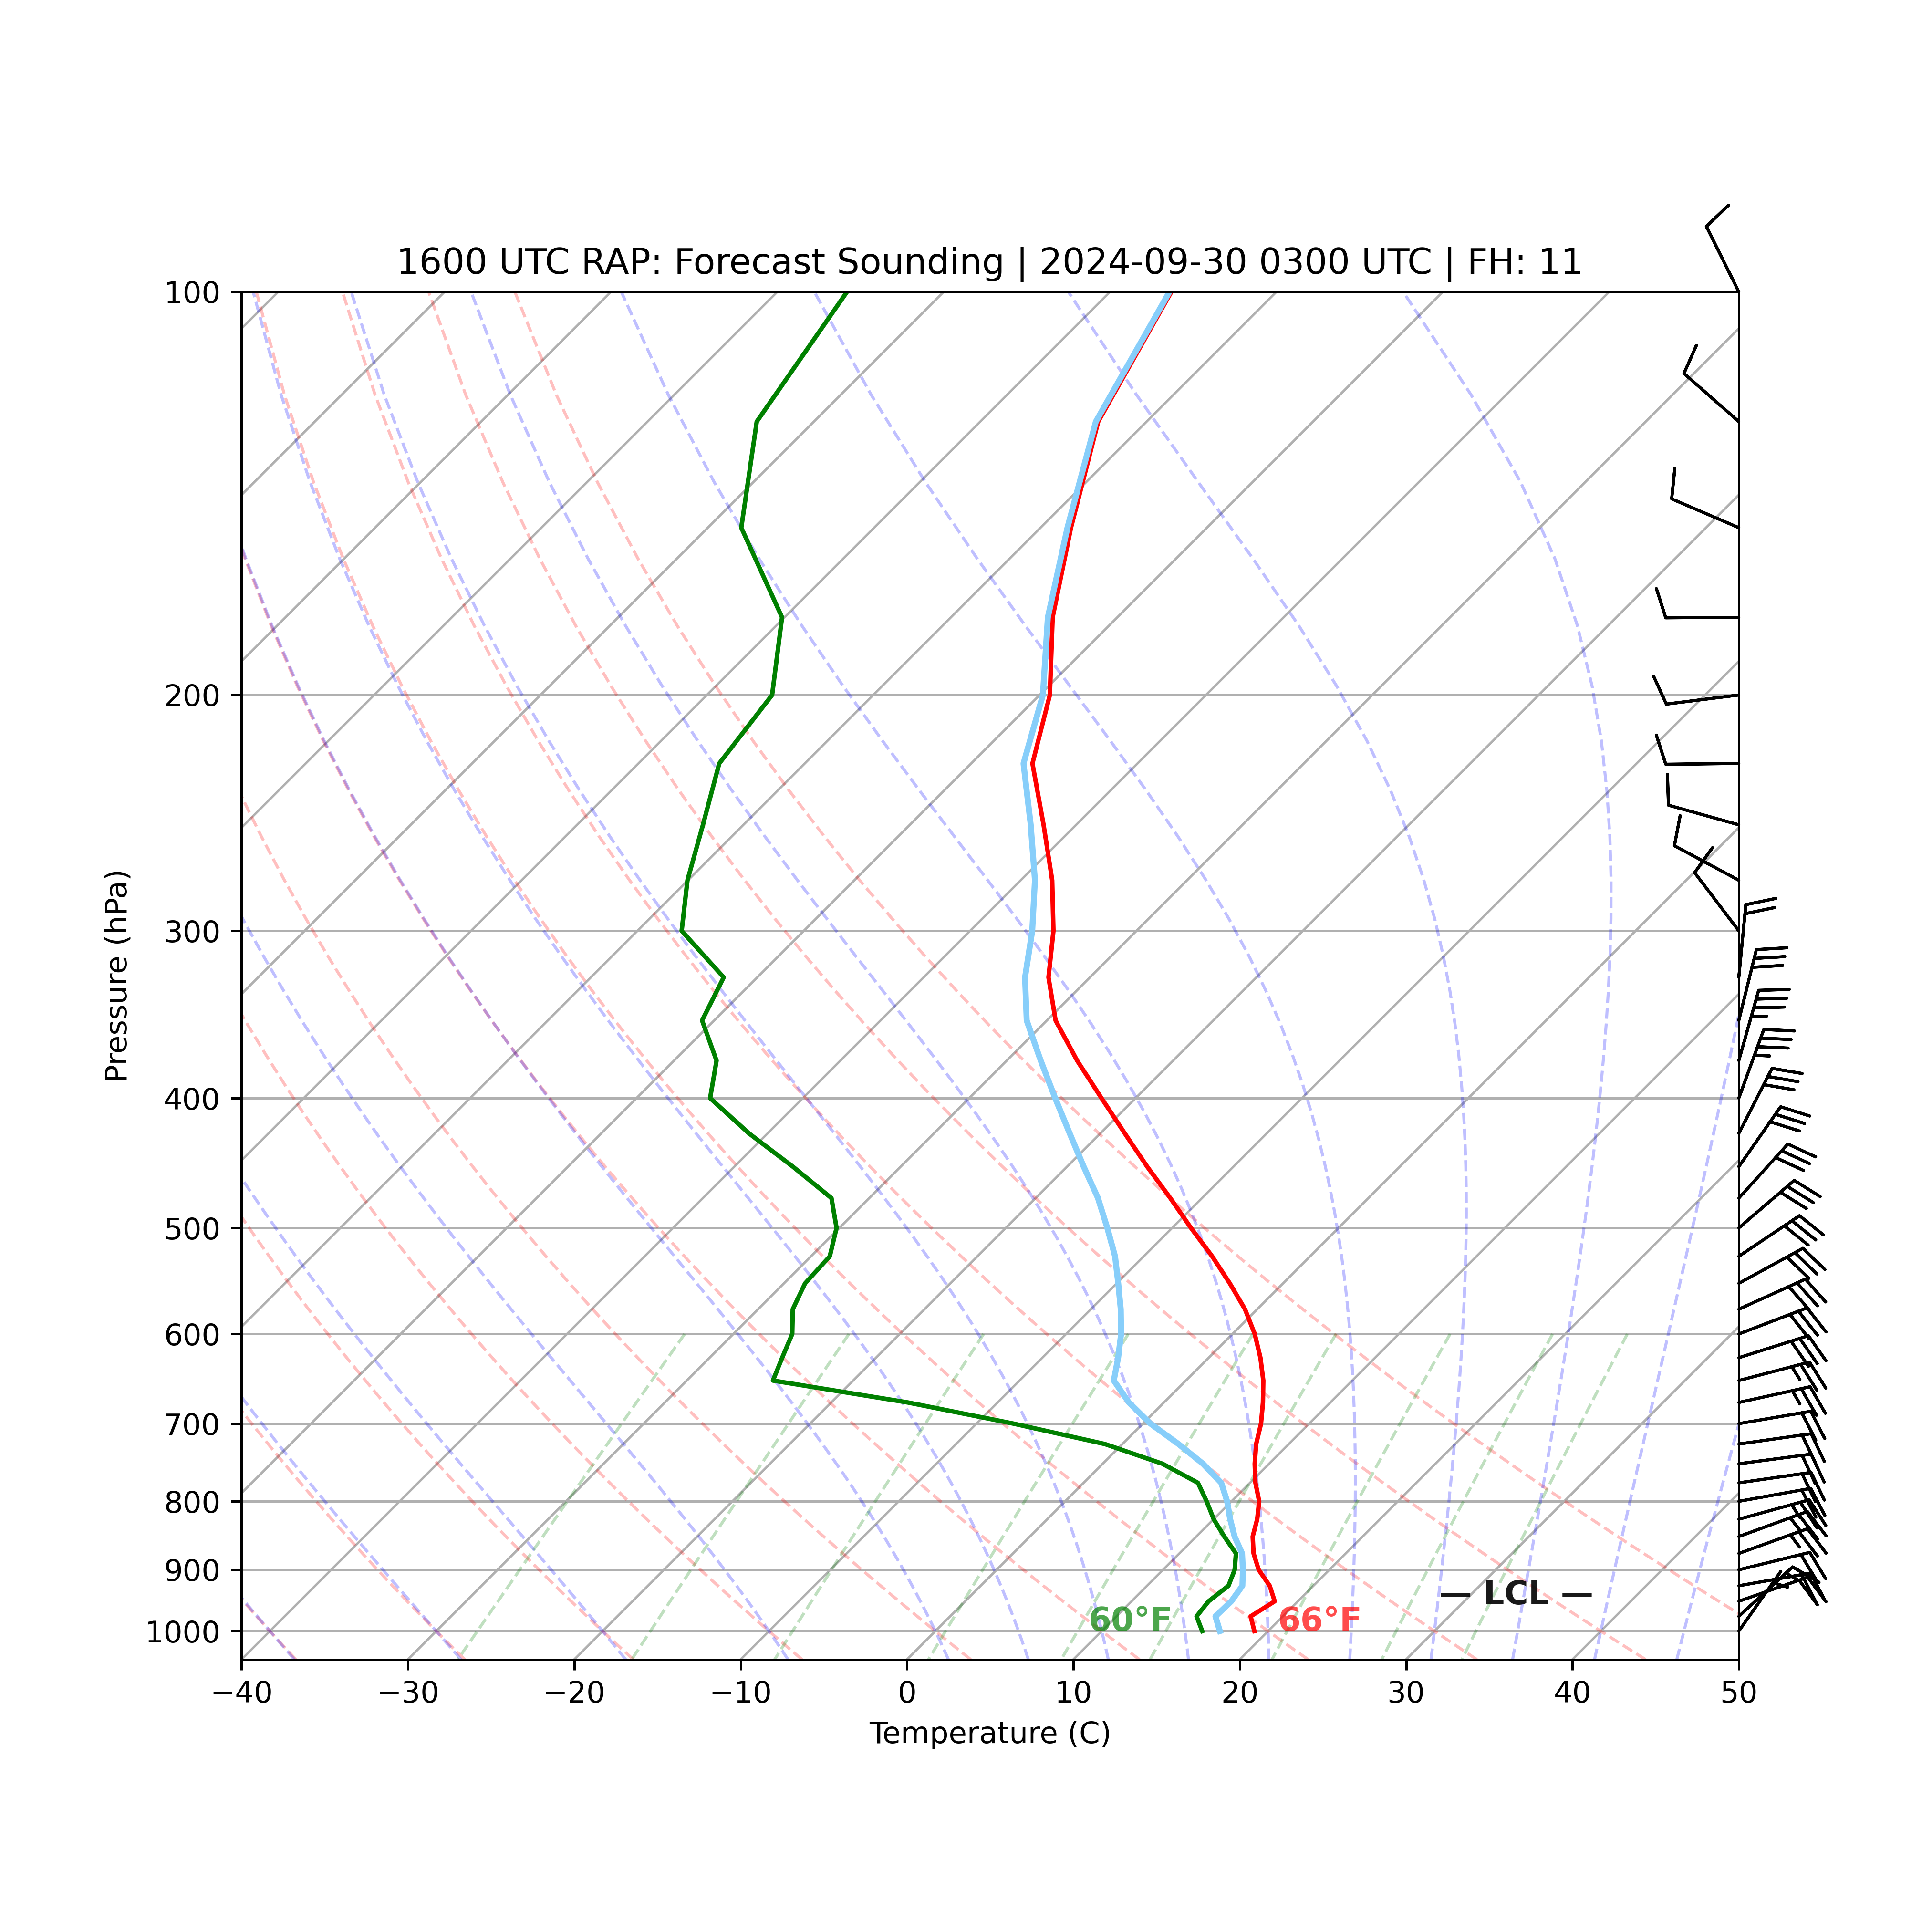 1600 UTC RAP: Forecast Sounding | 2024-09-30 0300 UTC | FH: 11
100
200
300
400
500
600
700
800
900
1000
Pressure (hPa)
— LCL —
60°F 66°F
−40 −30 −20 −10 0 10 20 30 40 50
Temperature (C)